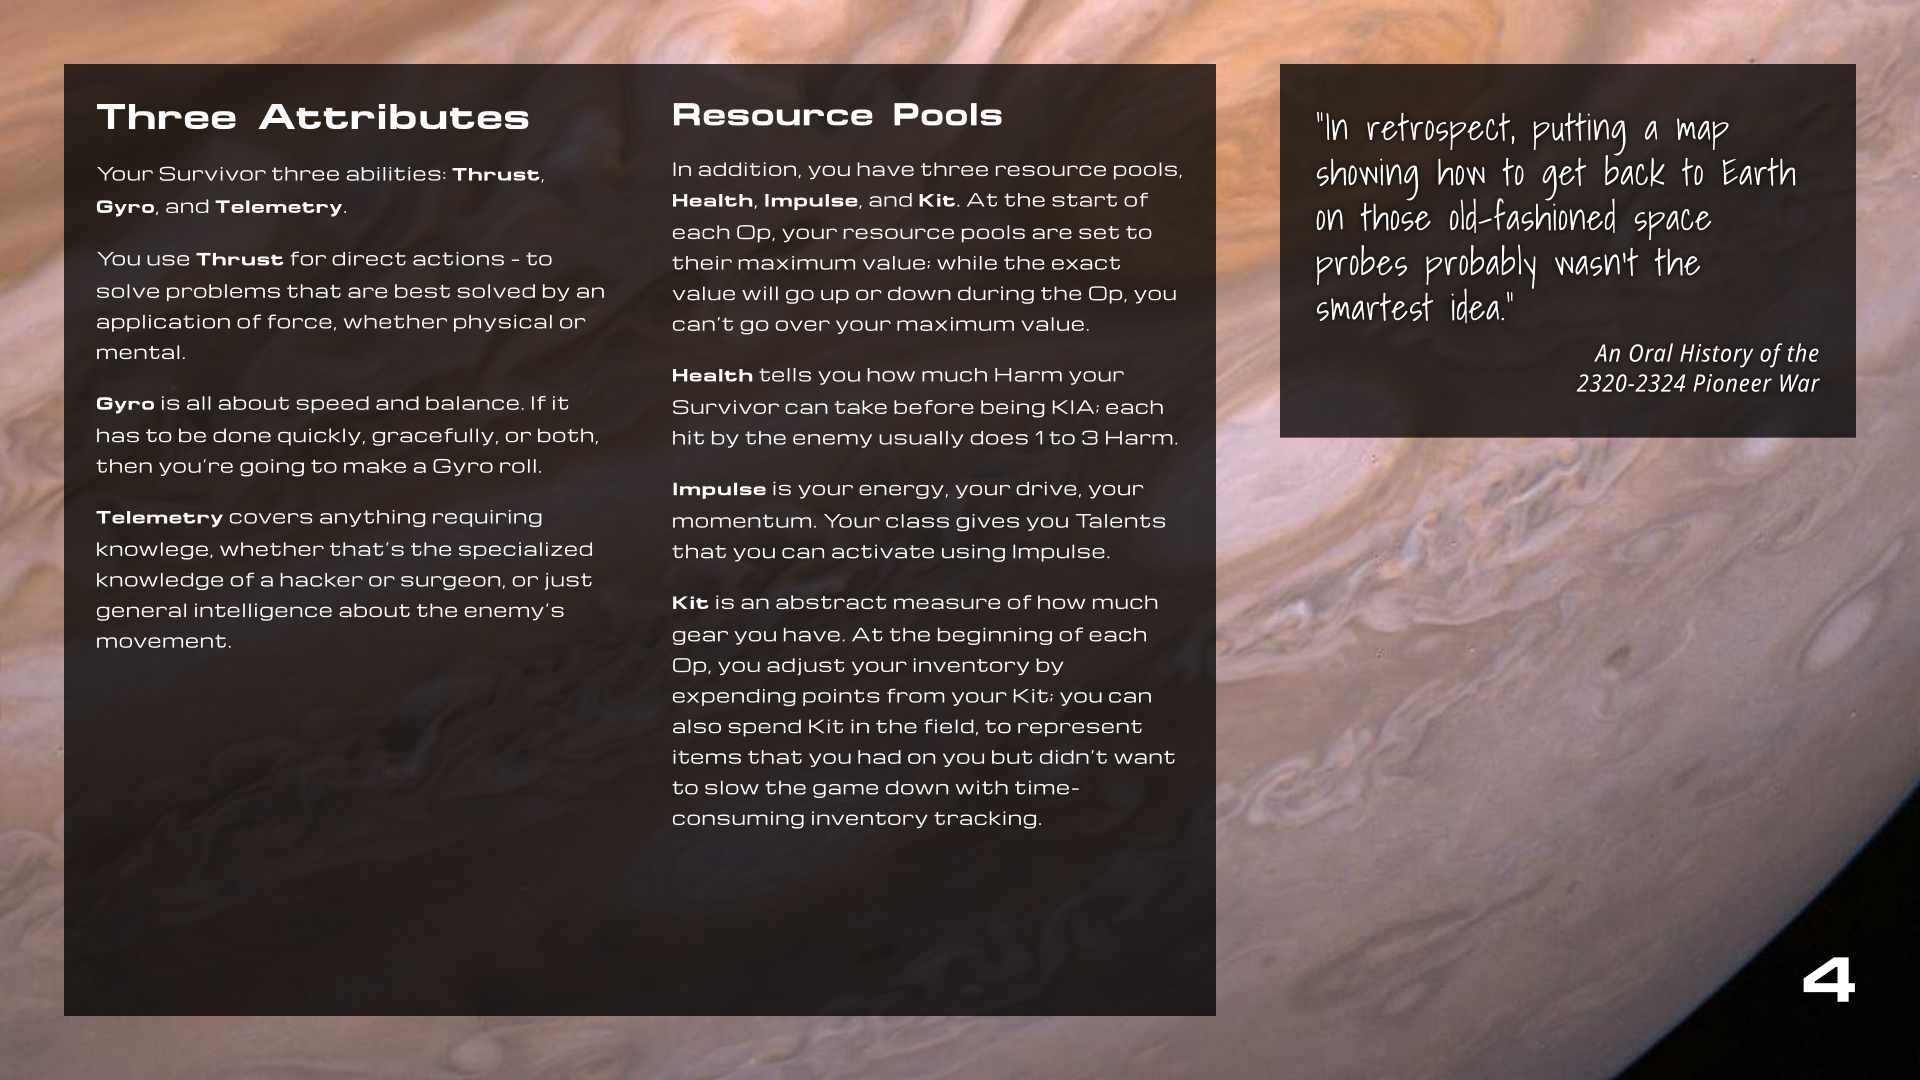 Three Attributes
Your Survivor three abilities: Thrust,
Gyro, and Telemetry.
You use Thrust for direct actions - to
solve problems that are best solved by an
application of force, whether physical or
mental.
Gyro is all about speed and balance. If it
has to be done quickly, gracefully, or both,
then you're going to make a Gyro roll.
Telemetry covers anything requiring
knowlege, whether that's the specialized
knowledge of a hacker or surgeon, or just
general intelligence about the enemy's
movement.
Resource Pools
In addition, you have three resource pools,
Health, Impulse, and Kit. At the start of
each Op, your resource pools are set to
their maximum value; while the exact
value will go up or down during the Op, you
can't go over your maximum value.
Health tells you how much Harm your
Survivor can take before being KIA; each
hit by the enemy usually does 1 to 3 Harm.
Impulse is your energy, your drive, your
momentum. Your class gives you Talents
that you can activate using Impulse.
Kit is an abstract measure of how much
gear you have. At the beginning of each
Op, you adjust your inventory by
expending points from your Kit; you can
also spend Kit in the field, to represent
items that you had on you but didn't want
to slow the game down with time-
consuming inventory tracking.
"In retrospect, putting a map
showing how to get back to Earth
on those old-fashioned space
probes probably wasn't the
smartest idea."
An Oral History of the
2320-2324 Pioneer War
4